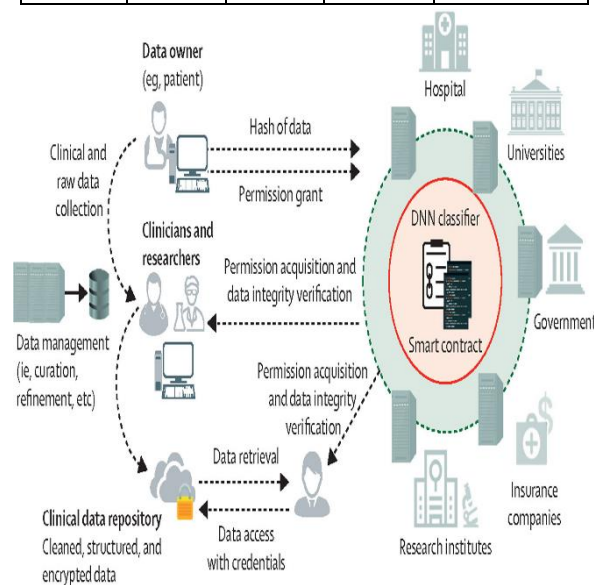 Data owner
(eg, patient)
Hospital
Universities
Hash of data
Permission grant
Clinical and
raw data
collection
Clinicians and
researchers
DNN classifier
Smart contract
Permission acquisition and
data integrity verification
Government
Data management
(ie, curation,
refinement, etc)
Permission acquisition
and data integrity
verification
Data retrieval
Data access
with credentials
Clinical data repository
Cleaned, structured, and
encrypted data
Research institutes
Insurance
companies